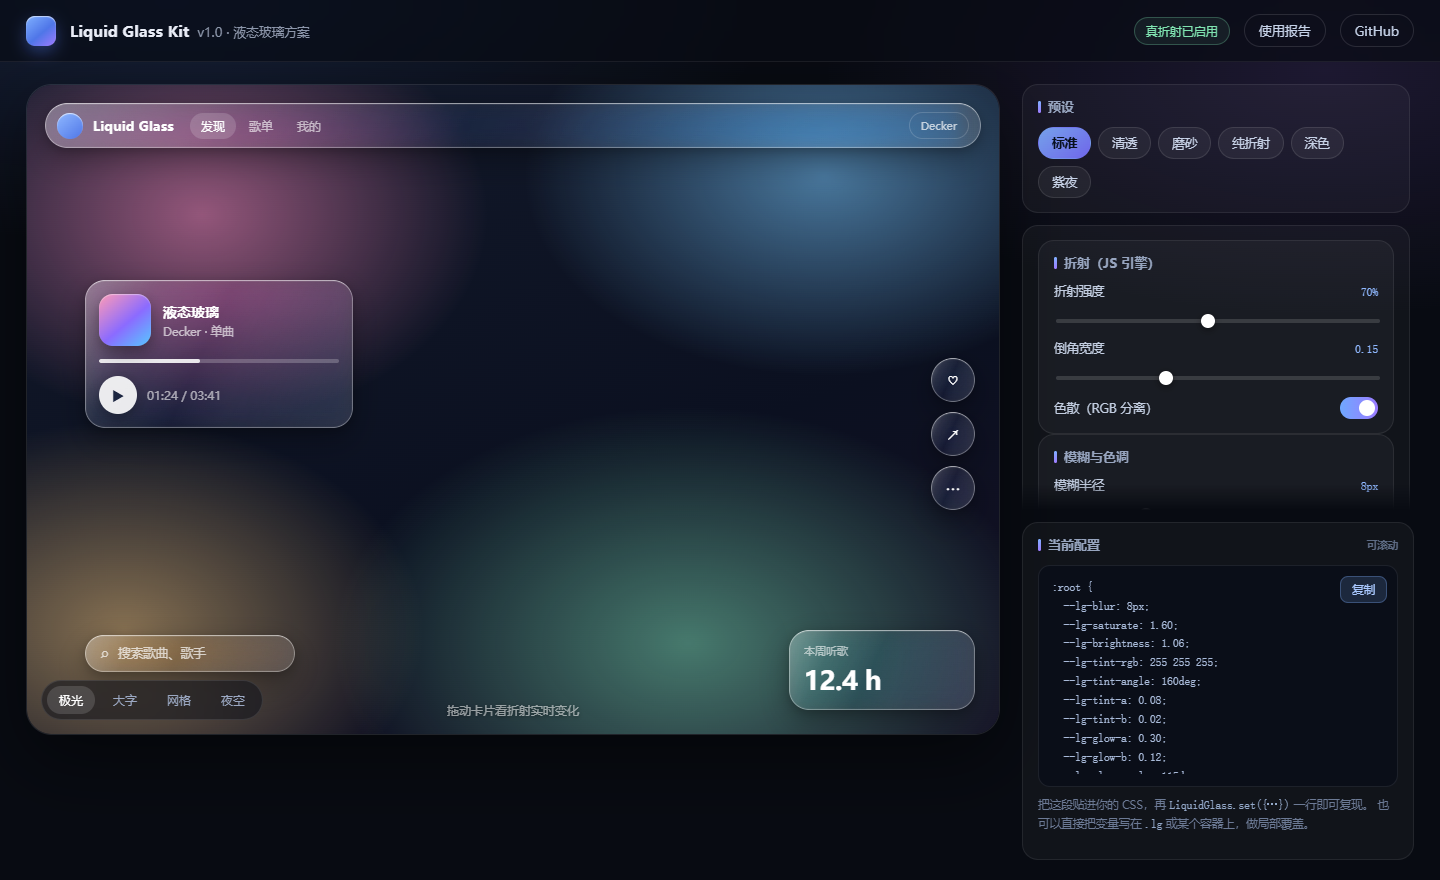 Liquid Glass Kit v1.0 · 液态玻璃方案
真折射已启用
使用报告
GitHub
Liquid Glass
发现
歌单
我的
Decker
液态玻璃
Decker · 单曲
01:24 / 03:41
搜索歌曲、歌手
极光
大字
网格
夜空
拖动卡片看折射实时变化
本周听歌
12.4 h
预设
标准
清透
磨砂
纯折射
深色
紫夜
折射（JS 引擎）
折射强度 70%
倒角宽度 0.15
色散（RGB 分离）
模糊与色调
模糊半径 8px
当前配置 可滚动
复制
:root {
--lg-blur: 8px;
--lg-saturate: 1.60;
--lg-brightness: 1.06;
--lg-tint-rgb: 255 255 255;
--lg-tint-angle: 160deg;
--lg-tint-a: 0.08;
--lg-tint-b: 0.02;
--lg-glow-a: 0.30;
--lg-glow-b: 0.12;
把这段贴进你的 CSS，再 LiquidGlass.set({…}) 一行即可复现。 也
可以直接把变量写在 .lg 或某个容器上，做局部覆盖。